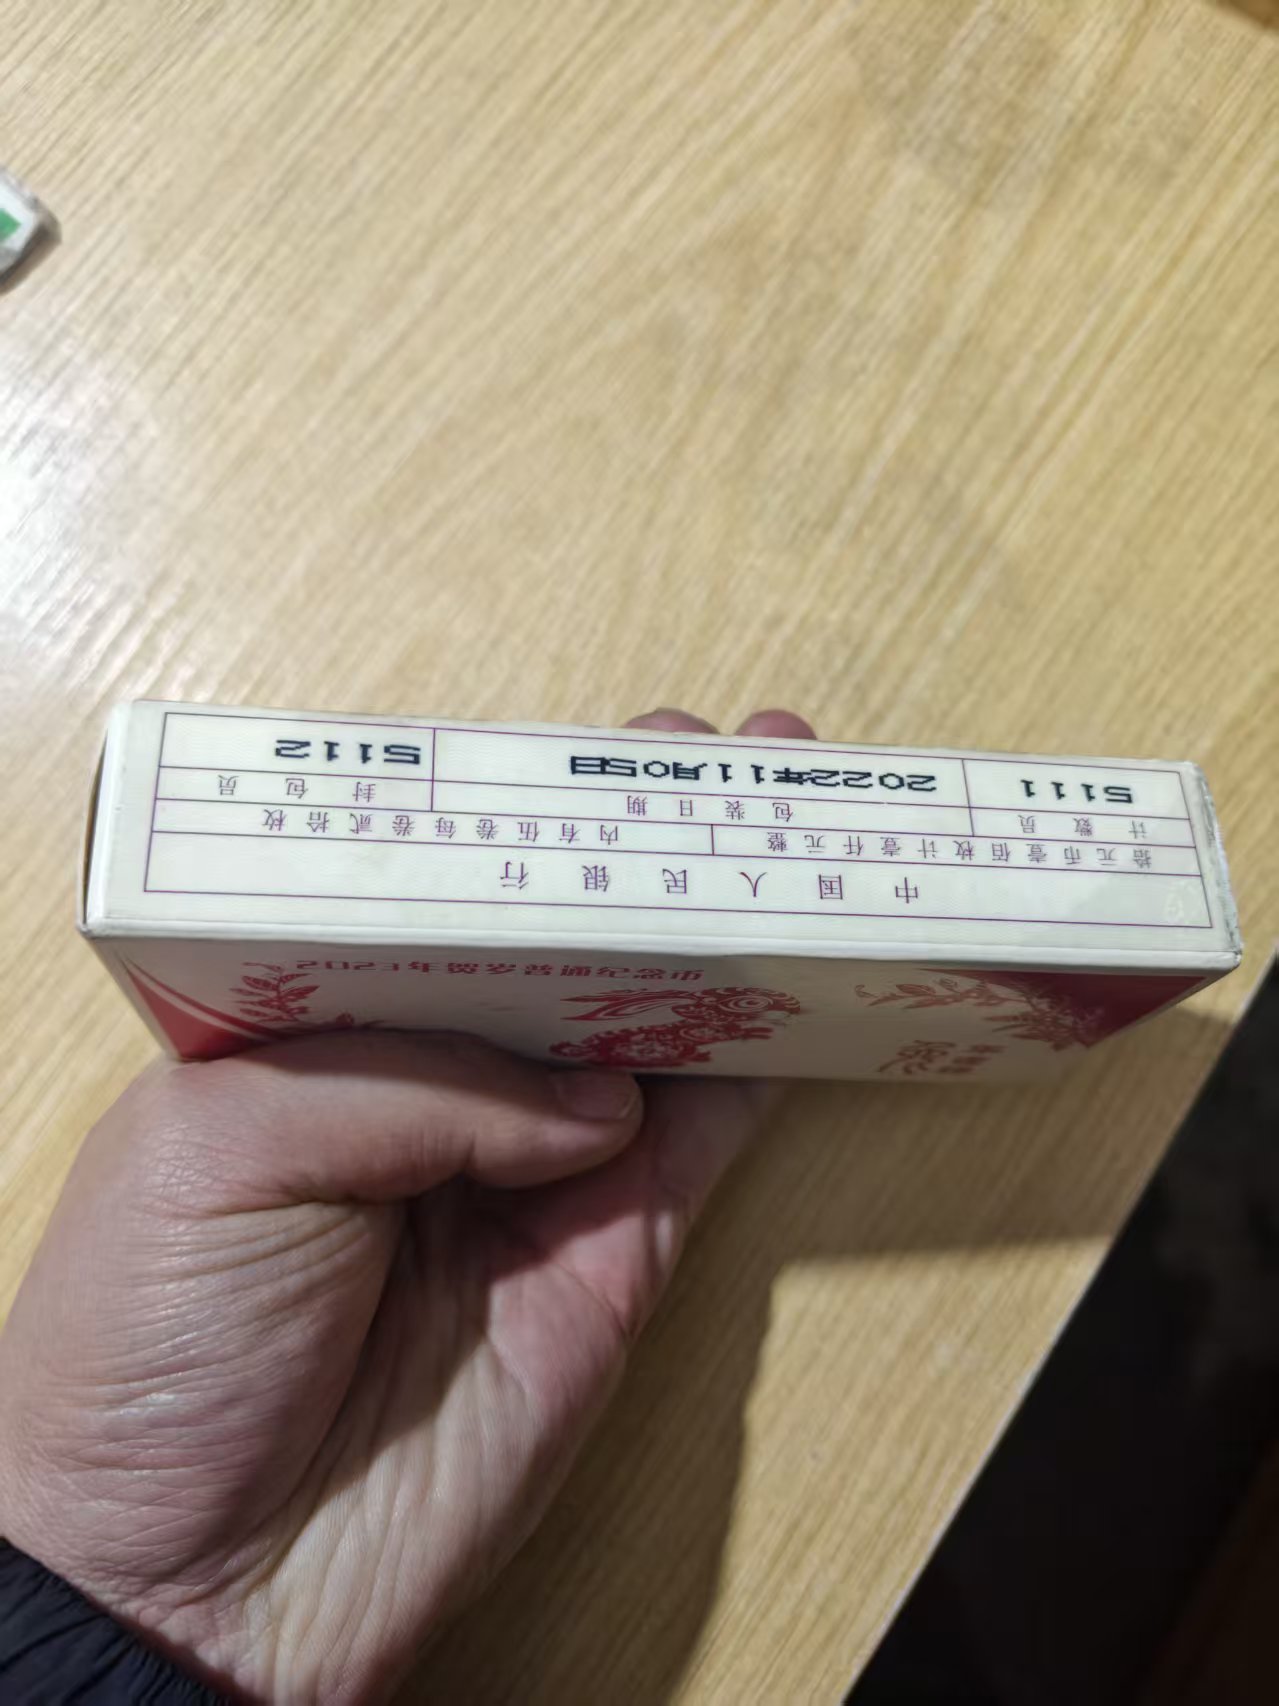 中国人民银行
拾元币壹佰枚计壹仟元整 内有伍卷每卷贰拾枚
计数员 包装日期 封包员
5111 2022年11月05日 5112
2023年贺岁普通纪念币